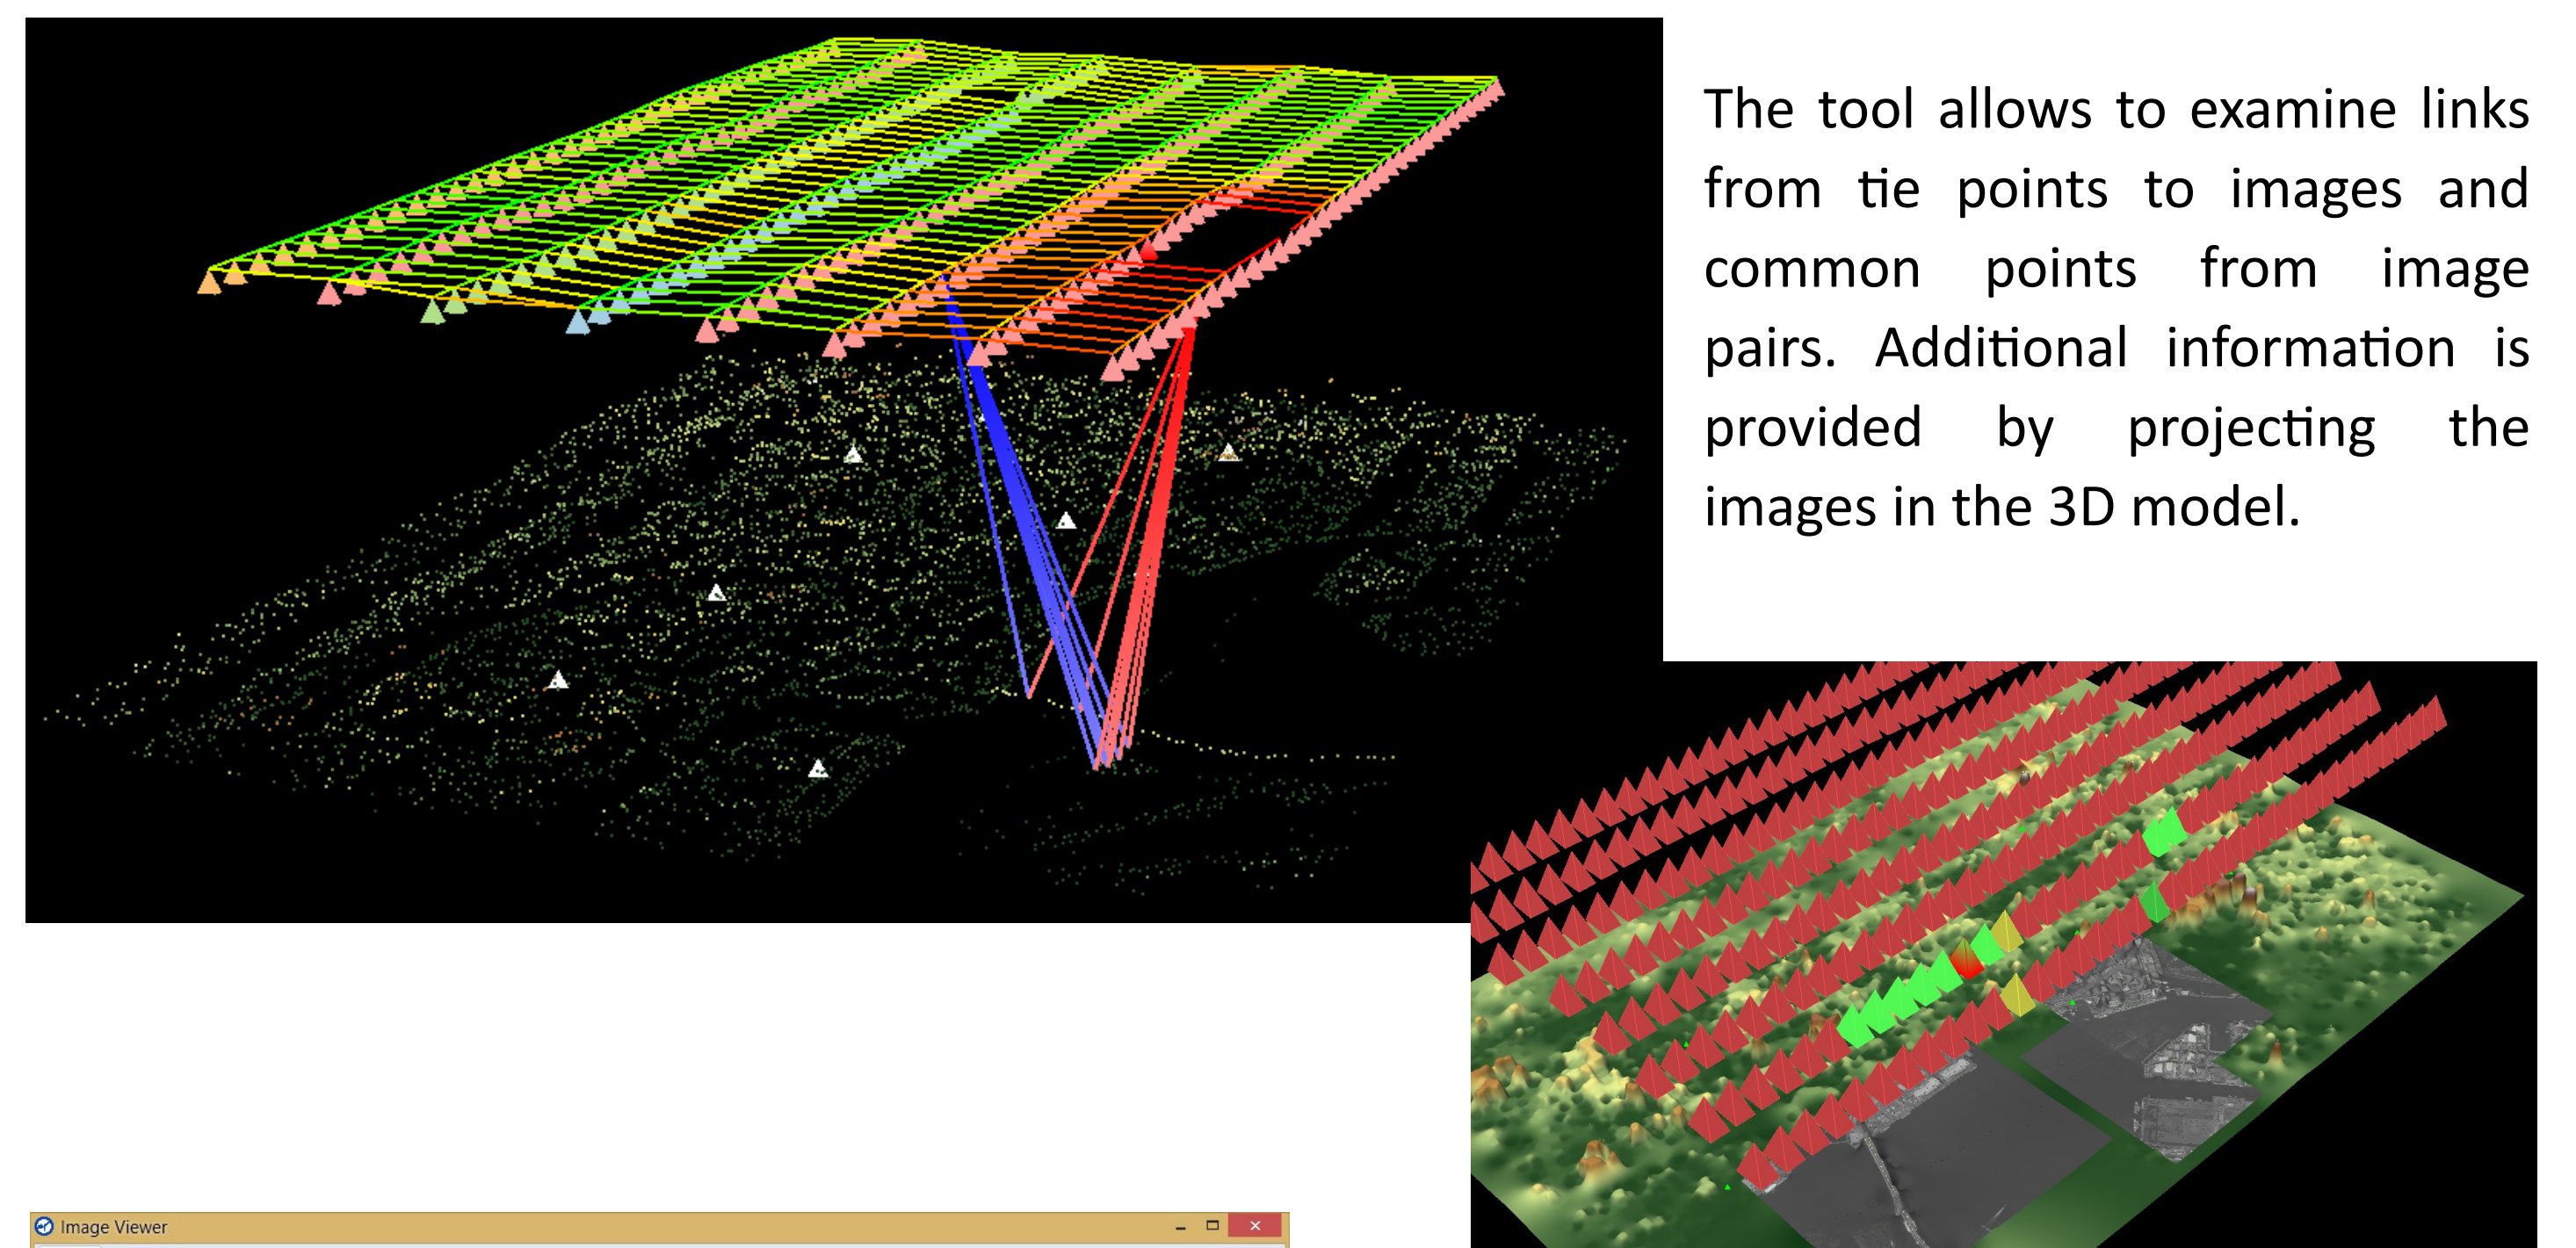 The tool allows to examine links
from tie points to images and
common points from image
pairs. Additional information is
provided by projecting the
images in the 3D model.
Image Viewer